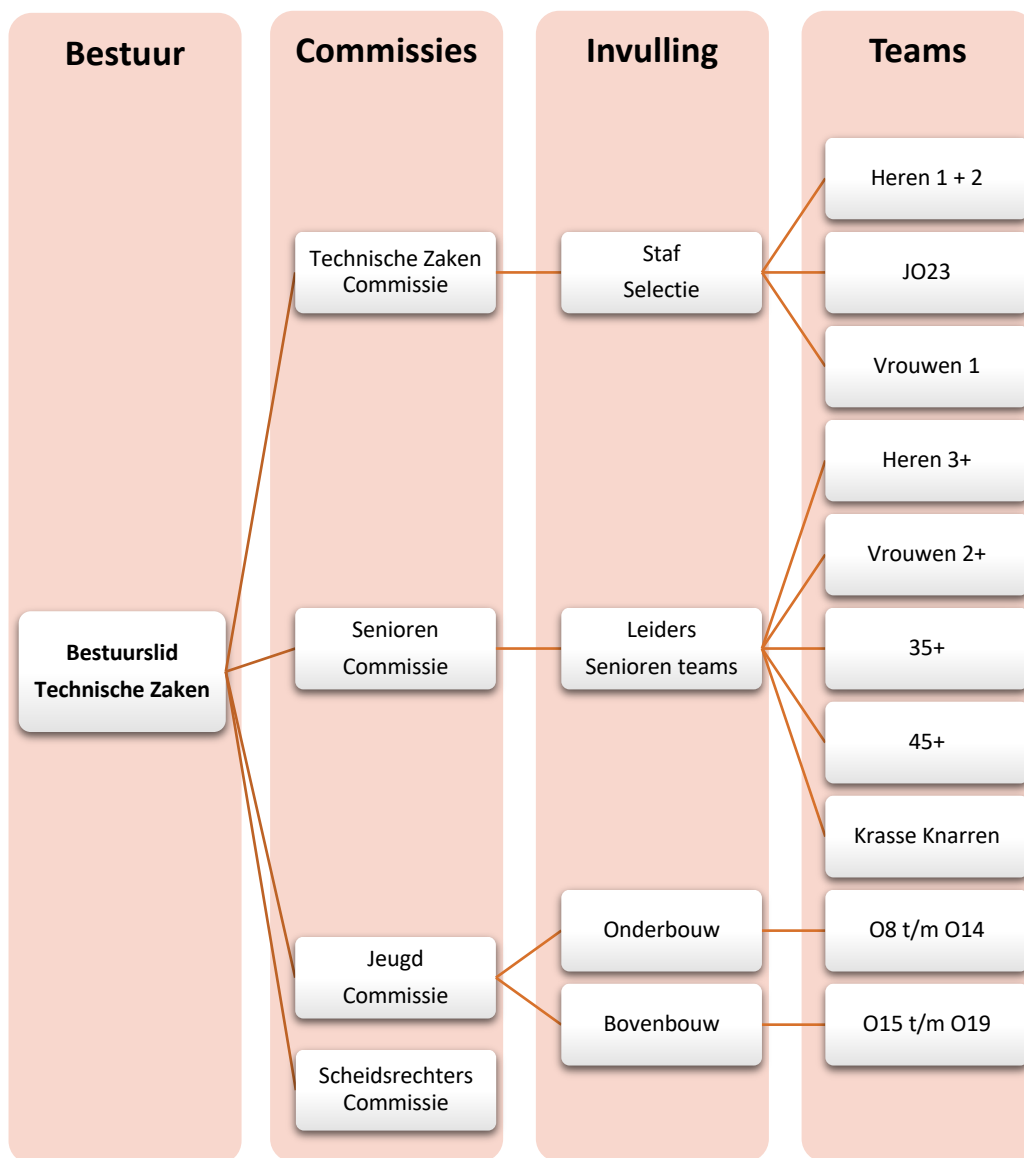 Bestuur
Commissies
Invulling
Teams
Bestuurslid
Technische Zaken
Technische Zaken
Commissie
Senioren
Commissie
Jeugd
Commissie
Scheidsrechters
Commissie
Staf
Selectie
Leiders
Senioren teams
Onderbouw
Bovenbouw
Heren 1 + 2
JO23
Vrouwen 1
Heren 3+
Vrouwen 2+
35+
45+
Krasse Knarren
O8 t/m O14
O15 t/m O19